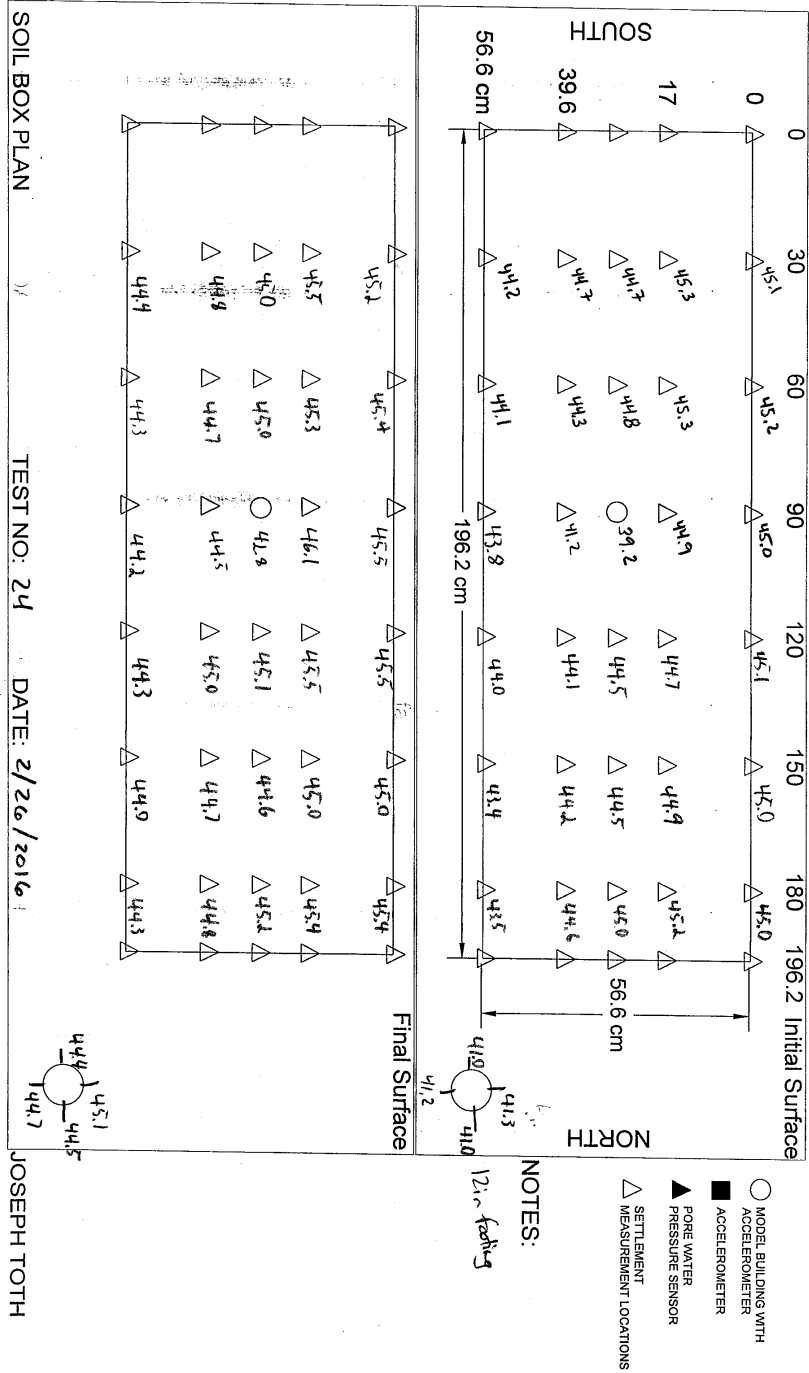 SOUTH
NORTH
0 30 60 90 120 150 180 196.2 Initial Surface
0 45.1 45.2 45.0 45.1 45.0 45.0
17 45.3 45.3 44.9 44.7 44.9 45.2
44.7 44.8 39.2 44.5 44.5 45.0
39.6 44.7 44.3 41.2 44.1 44.2 44.6
56.6 cm 44.2 44.1 43.8 44.0 43.4 43.5
196.2 cm
56.6 cm
41.3
41.0
41.0
41.2
Final Surface
45.2 45.4 45.5 45.5 45.0 45.4
45.5 45.3 46.1 45.5 45.0 45.4
45.0 45.0 42.8 45.1 44.6 45.2
44.8 44.7 44.5 45.0 44.7 44.8
44.4 44.3 44.2 44.3 44.0 44.3
45.1
44.4
44.5
44.7
SOIL BOX PLAN TEST NO: 24 DATE: 2/26/2016 JOSEPH TOTH
MODEL BUILDING WITH
ACCELEROMETER
ACCELEROMETER
PORE WATER
PRESSURE SENSOR
SETTLEMENT
MEASUREMENT LOCATIONS
NOTES:
12in footing